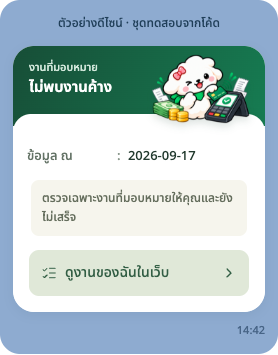 ตัวอย่างดีไซน์ · ชุดทดสอบจากโค้ด
งานที่มอบหมาย
ไม่พบงานค้าง
ข้อมูล ณ : 2026-09-17
ตรวจเฉพาะงานที่มอบหมายให้คุณและยัง
ไม่เสร็จ
ดูงานของฉันในเว็บ
14:42